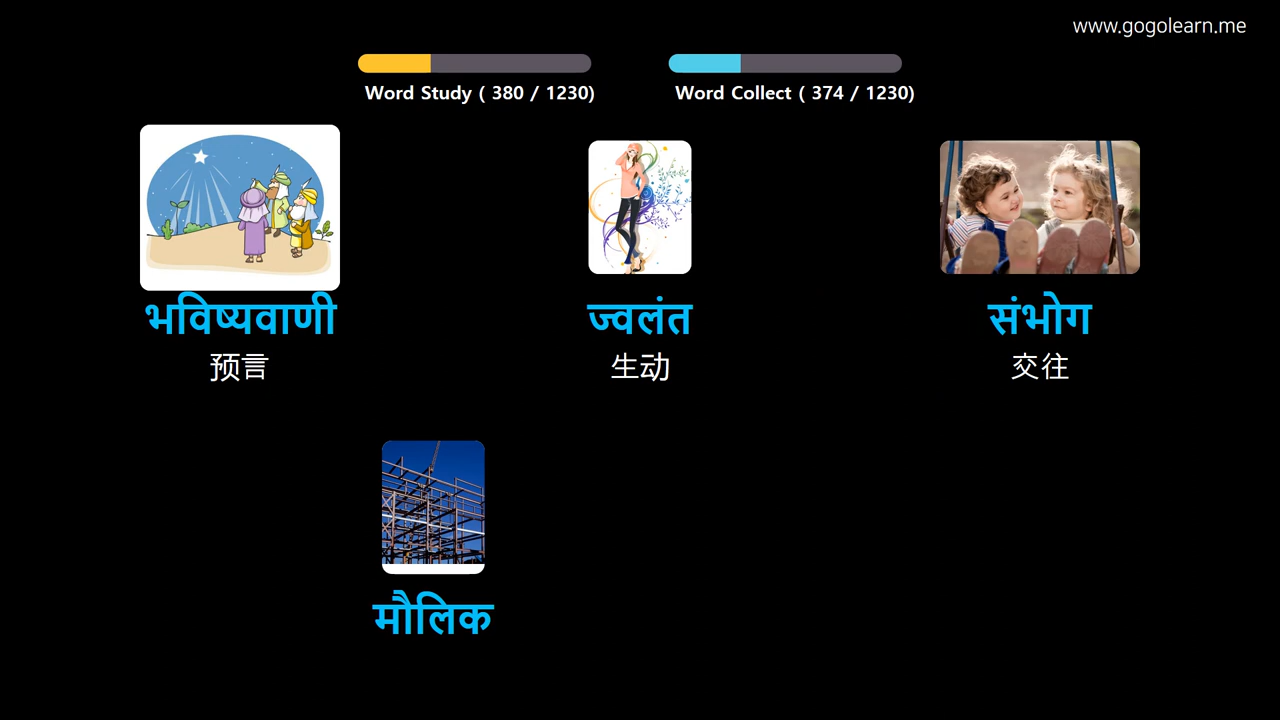 www.gogolearn.me
Word Study ( 380 / 1230)
Word Collect ( 374 / 1230)
भविष्यवाणी
预言
ज्वलंत
生动
संभोग
交往
मौलिक